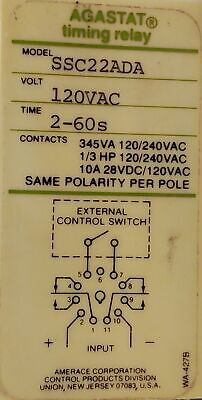 AGASTAT®
timing relay
MODEL
SSC22ADA
VOLT
120VAC
TIME
2-60s
CONTACTS 345VA 120/240VAC
1/3 HP 120/240VAC
10A 28VDC/120VAC
SAME POLARITY PER POLE
EXTERNAL
CONTROL SWITCH
5 6 7
4 8
3 9
2 1 11 10
+ INPUT -
AMERACE CORPORATION
CONTROL PRODUCTS DIVISION
UNION, NEW JERSEY 07083, U.S.A.
WA-427B